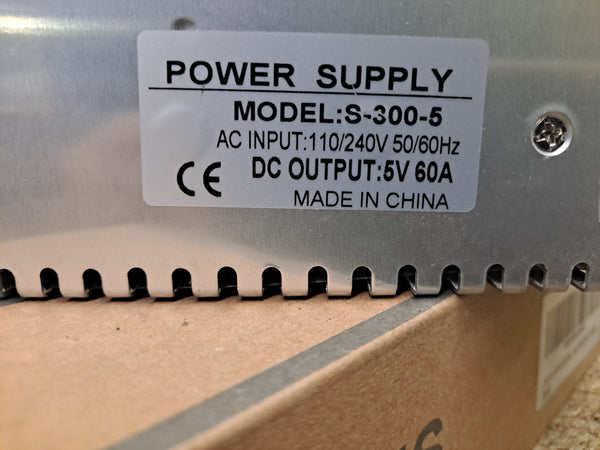 POWER SUPPLY
MODEL:S-300-5
AC INPUT:110/240V 50/60Hz
CE DC OUTPUT:5V 60A
MADE IN CHINA